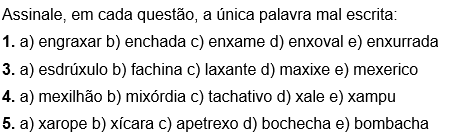 Assinale, em cada questão, a única palavra mal escrita:
1. a) engraxar b) enchada c) enxame d) enxoval e) enxurrada
3. a) esdrúxulo b) fachina c) laxante d) maxixe e) mexerico
4. a) mexilhão b) mixórdia c) tachativo d) xale e) xampu
5. a) xarope b) xícara c) apetrexo d) bochecha e) bombacha